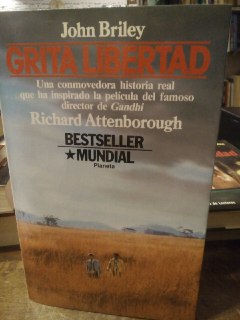 John Briley
GRITA LIBERTAD
Una conmovedora historia real
que ha inspirado la película del famoso
director de Gandhi
Richard Attenborough
BESTSELLER
★MUNDIAL
Planeta